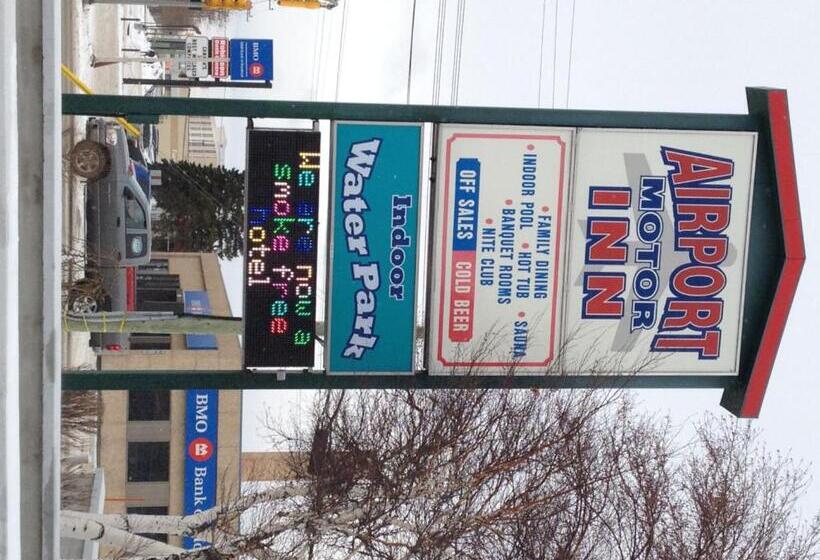 AIRPORT
MOTOR
INN
• FAMILY DINING
• INDOOR POOL • HOT TUB • SAUNA
• BANQUET ROOMS
• NITE CLUB
OFF SALES COLD BEER
Indoor
Water Park
We are now a
smoke free
hotel
BMO
BMO Bank